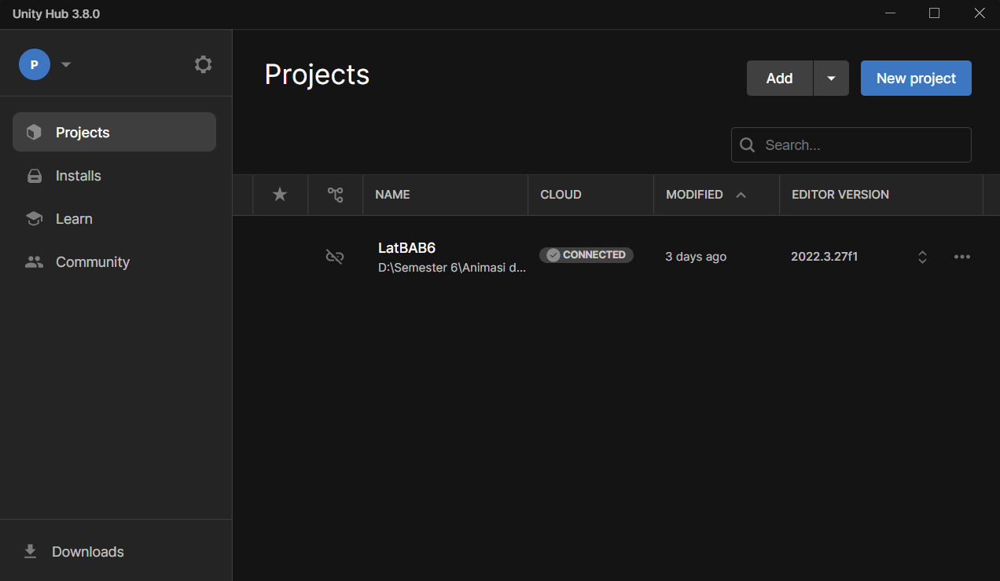 Unity Hub 3.8.0
P
Projects
Installs
Learn
Community
Downloads
Projects
Add
New project
Search...
NAME CLOUD MODIFIED EDITOR VERSION
LatBAB6
D:\Semester 6\Animasi d...
CONNECTED
3 days ago
2022.3.27f1